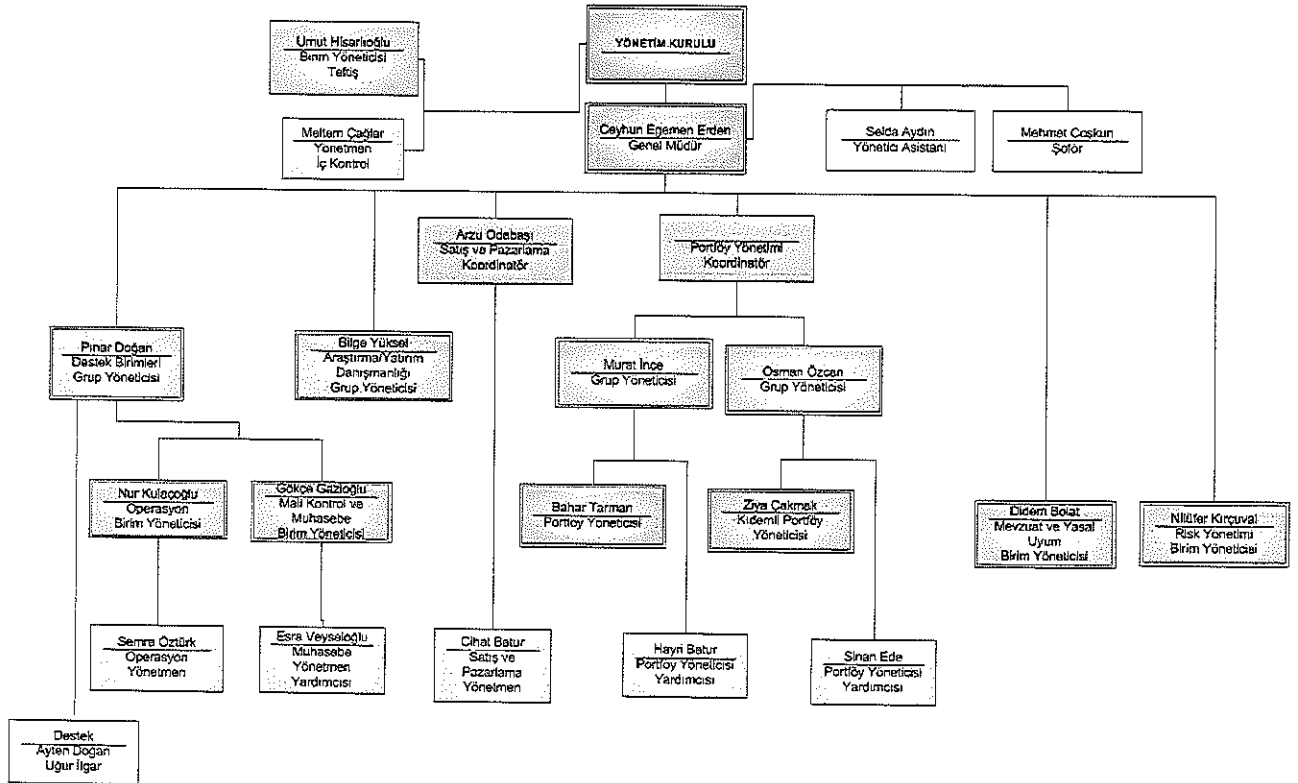 Umut Hisarlıoğlu
Birim Yöneticisi
Teftiş
YÖNETİM KURULU
Meltem Çağlar
Yönetmen
İç Kontrol
Ceyhun Egemen Erden
Genel Müdür
Selda Aydın
Yönetici Asistanı
Mehmet Coşkun
Şoför
Arzu Odabaşı
Satış ve Pazarlama
Koordinatör
Portföy Yönetimi
Koordinatör
Pınar Doğan
Destek Birimleri
Grup Yöneticisi
Bilge Yüksel
Araştırma/Yatırım
Danışmanlığı
Grup Yöneticisi
Murat İnce
Grup Yöneticisi
Osman Özcan
Grup Yöneticisi
Nur Kulaçoğlu
Operasyon
Birim Yöneticisi
Gökçe Gazioğlu
Mali Kontrol ve
Muhasebe
Birim Yöneticisi
Bahar Tarman
Portföy Yöneticisi
Ziya Çakmak
Kıdemli Portföy
Yöneticisi
Didem Bolat
Mevzuat ve Yasal
Uyum
Birim Yöneticisi
Nilüfer Kırçuval
Risk Yönetimi
Birim Yöneticisi
Semra Öztürk
Operasyon
Yönetmen
Esra Veyseloğlu
Muhasebe
Yönetmen
Yardımcısı
Cihat Batur
Satış ve
Pazarlama
Yönetmen
Hayri Batur
Portföy Yöneticisi
Yardımcısı
Sinan Ede
Portföy Yöneticisi
Yardımcısı
Destek
Ayten Doğan
Uğur İlgar